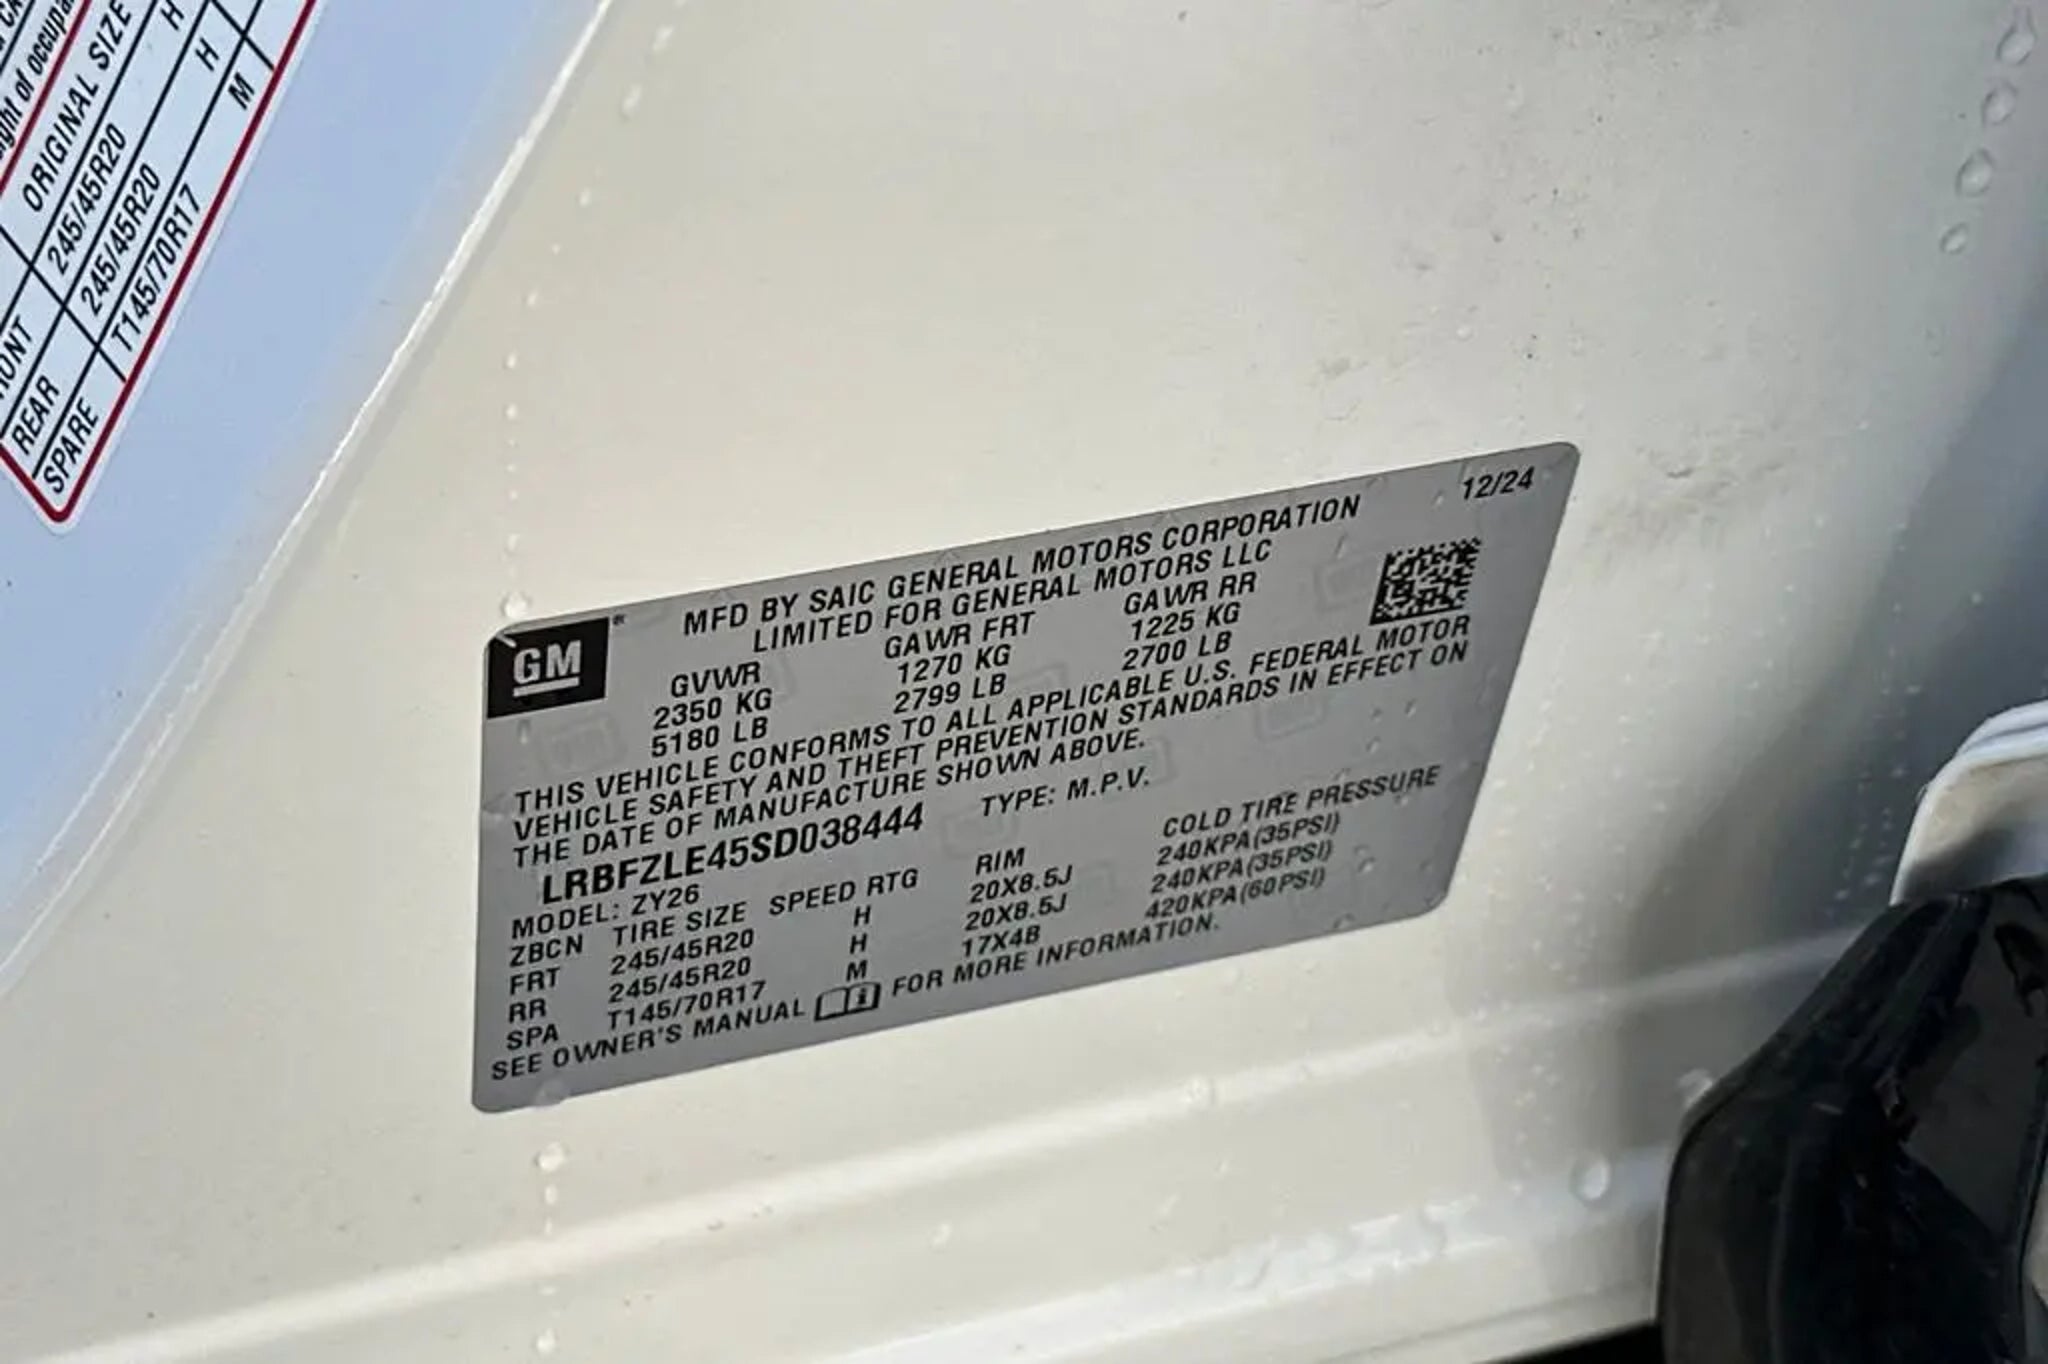 ight of occupa
ORIGINAL SIZE
245/45R20 H
REAR 245/45R20 H
SPARE T145/70R17 M
12/24
MFD BY SAIC GENERAL MOTORS CORPORATION
LIMITED FOR GENERAL MOTORS LLC
GM ®
GVWR GAWR FRT GAWR RR
2350 KG 1270 KG 1225 KG
5180 LB 2799 LB 2700 LB
THIS VEHICLE CONFORMS TO ALL APPLICABLE U.S. FEDERAL MOTOR
VEHICLE SAFETY AND THEFT PREVENTION STANDARDS IN EFFECT ON
THE DATE OF MANUFACTURE SHOWN ABOVE.
LRBFZLE45SD038444 TYPE: M.P.V.
MODEL: ZY26
ZBCN TIRE SIZE SPEED RTG RIM COLD TIRE PRESSURE
FRT 245/45R20 H 20X8.5J 240KPA(35PSI)
RR 245/45R20 H 20X8.5J 240KPA(35PSI)
SPA T145/70R17 M 17X4B 420KPA(60PSI)
SEE OWNER'S MANUAL FOR MORE INFORMATION.